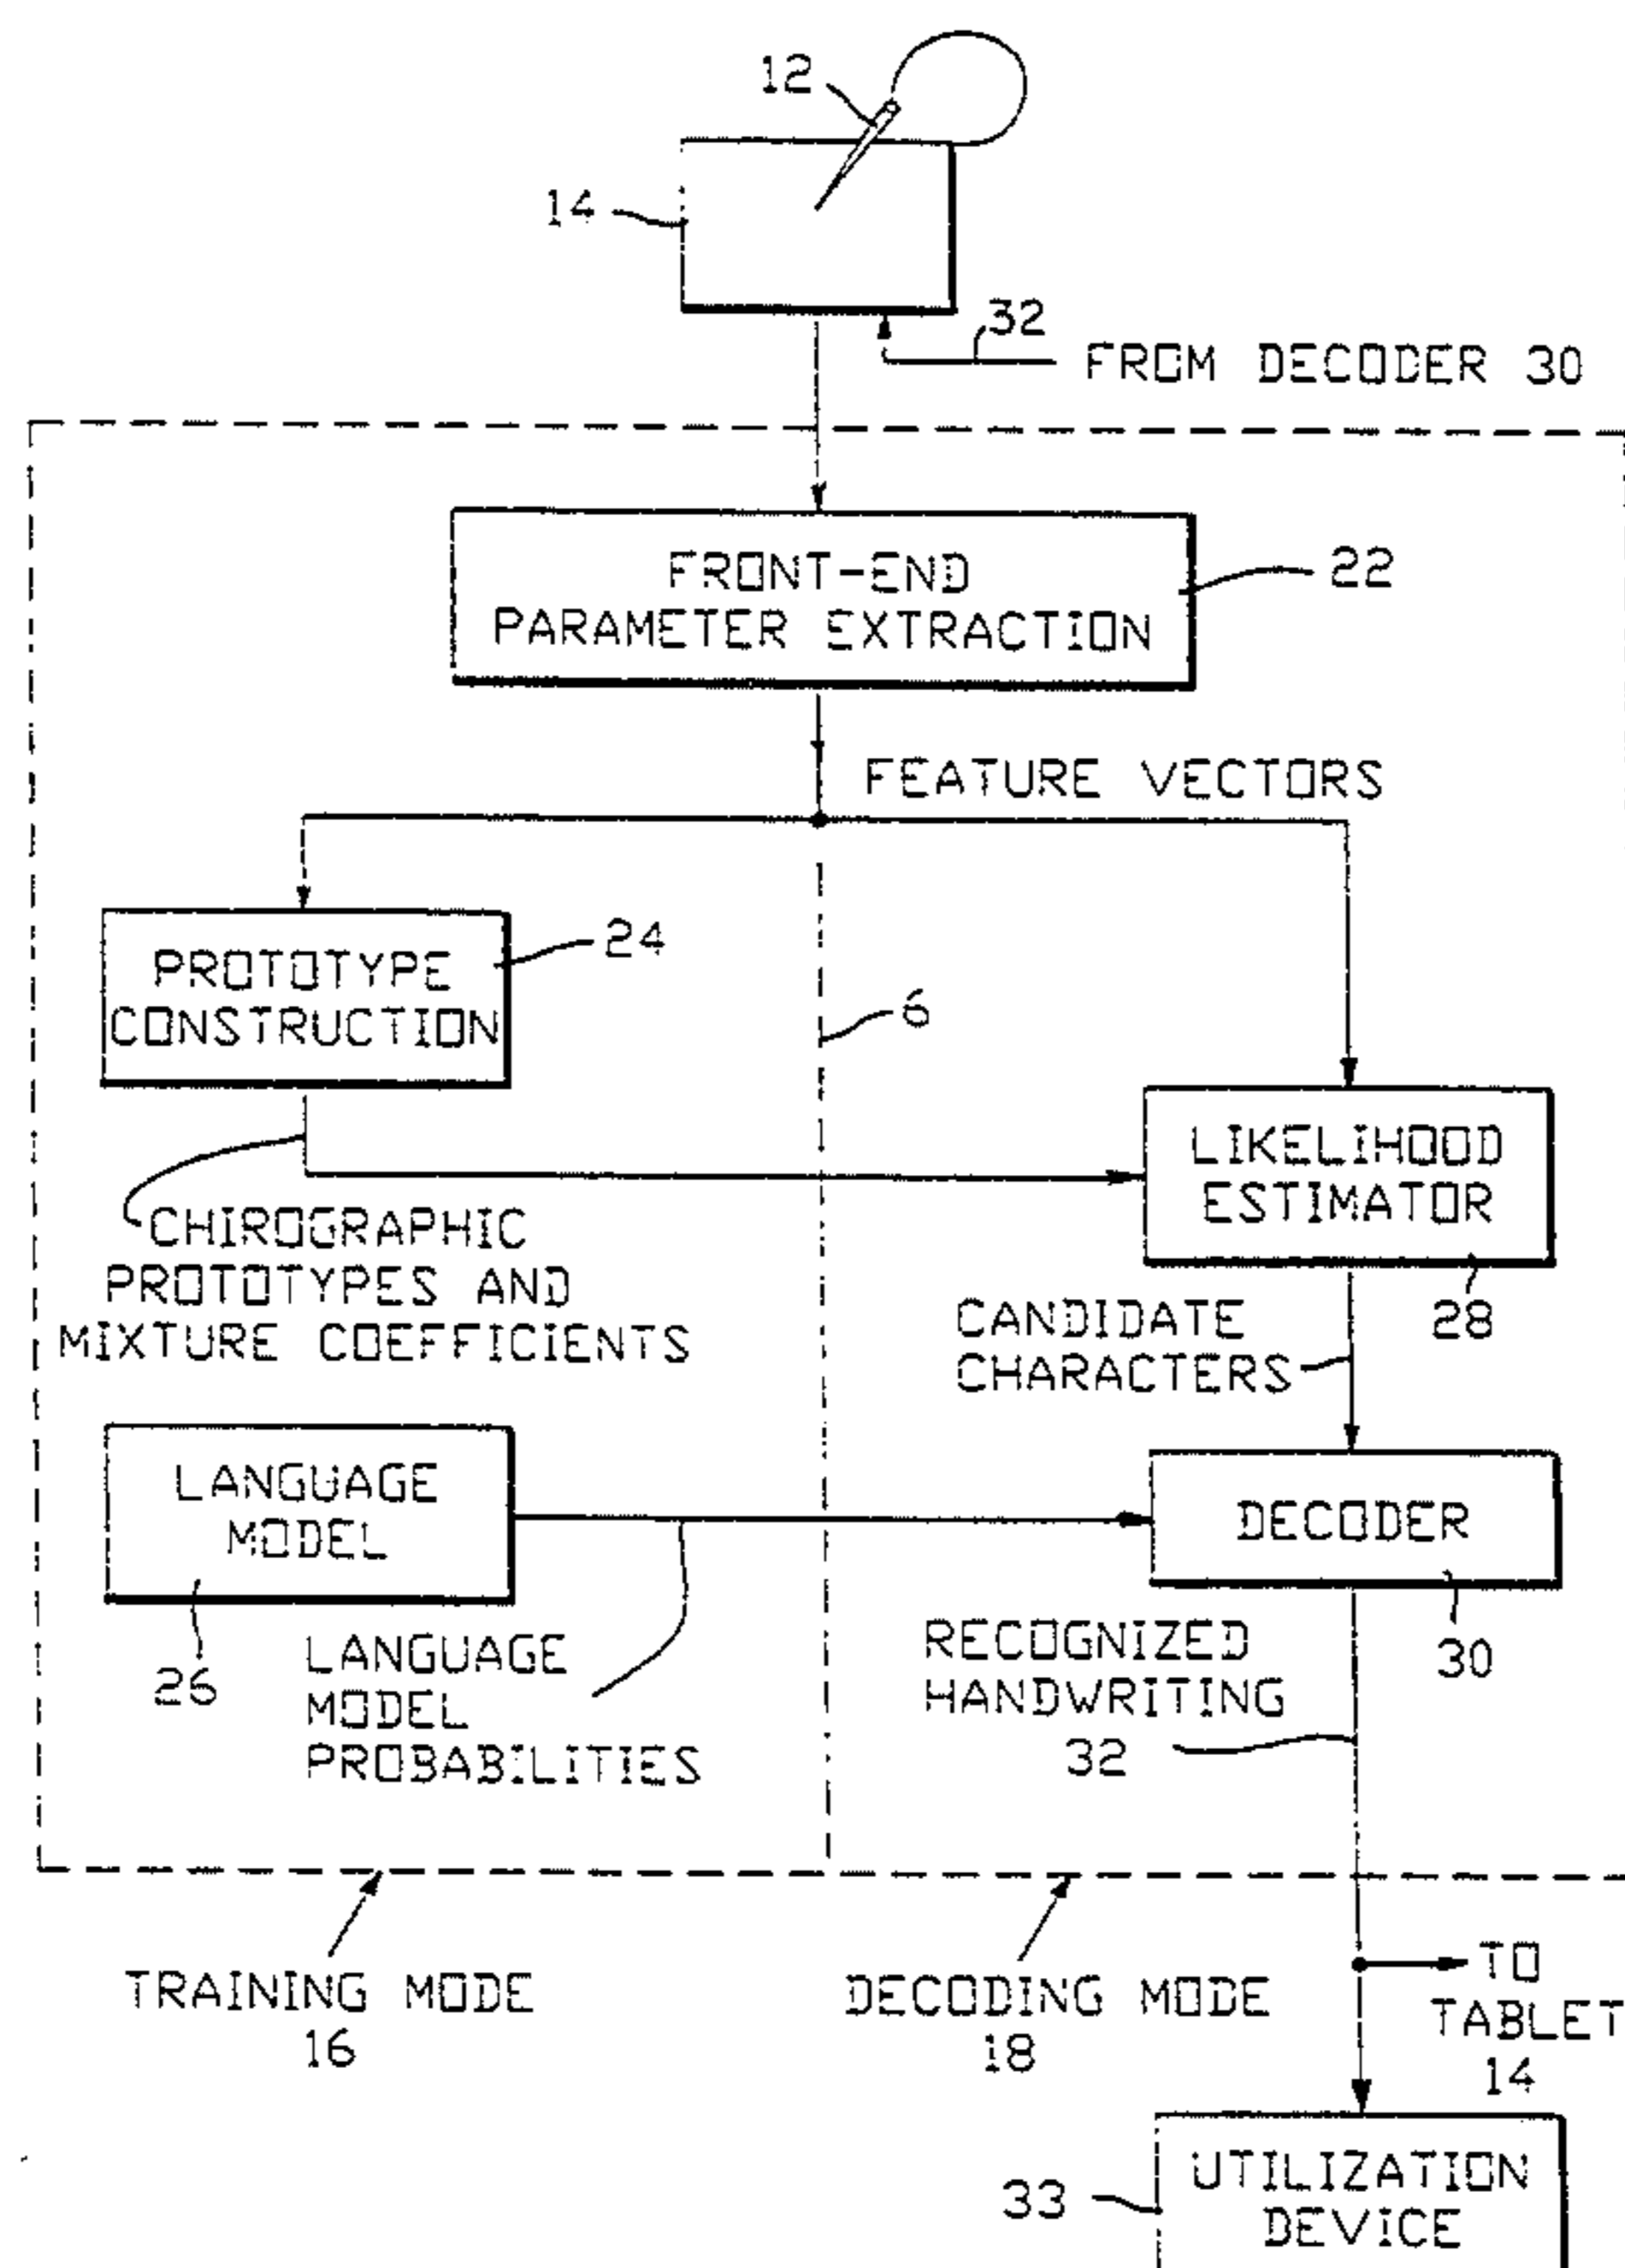 12
14
32
FROM DECODER 30
FRONT-END
PARAMETER EXTRACTION
22
FEATURE VECTORS
PROTOTYPE
CONSTRUCTION
24
6
LIKELIHOOD
ESTIMATOR
28
CHIROGRAPHIC
PROTOTYPES AND
MIXTURE COEFFICIENTS
CANDIDATE
CHARACTERS
LANGUAGE
MODEL
26
DECODER
30
LANGUAGE
MODEL
PROBABILITIES
RECOGNIZED
HANDWRITING
32
TRAINING MODE
16
DECODING MODE
18
TO
TABLET
14
33
UTILIZATION
DEVICE